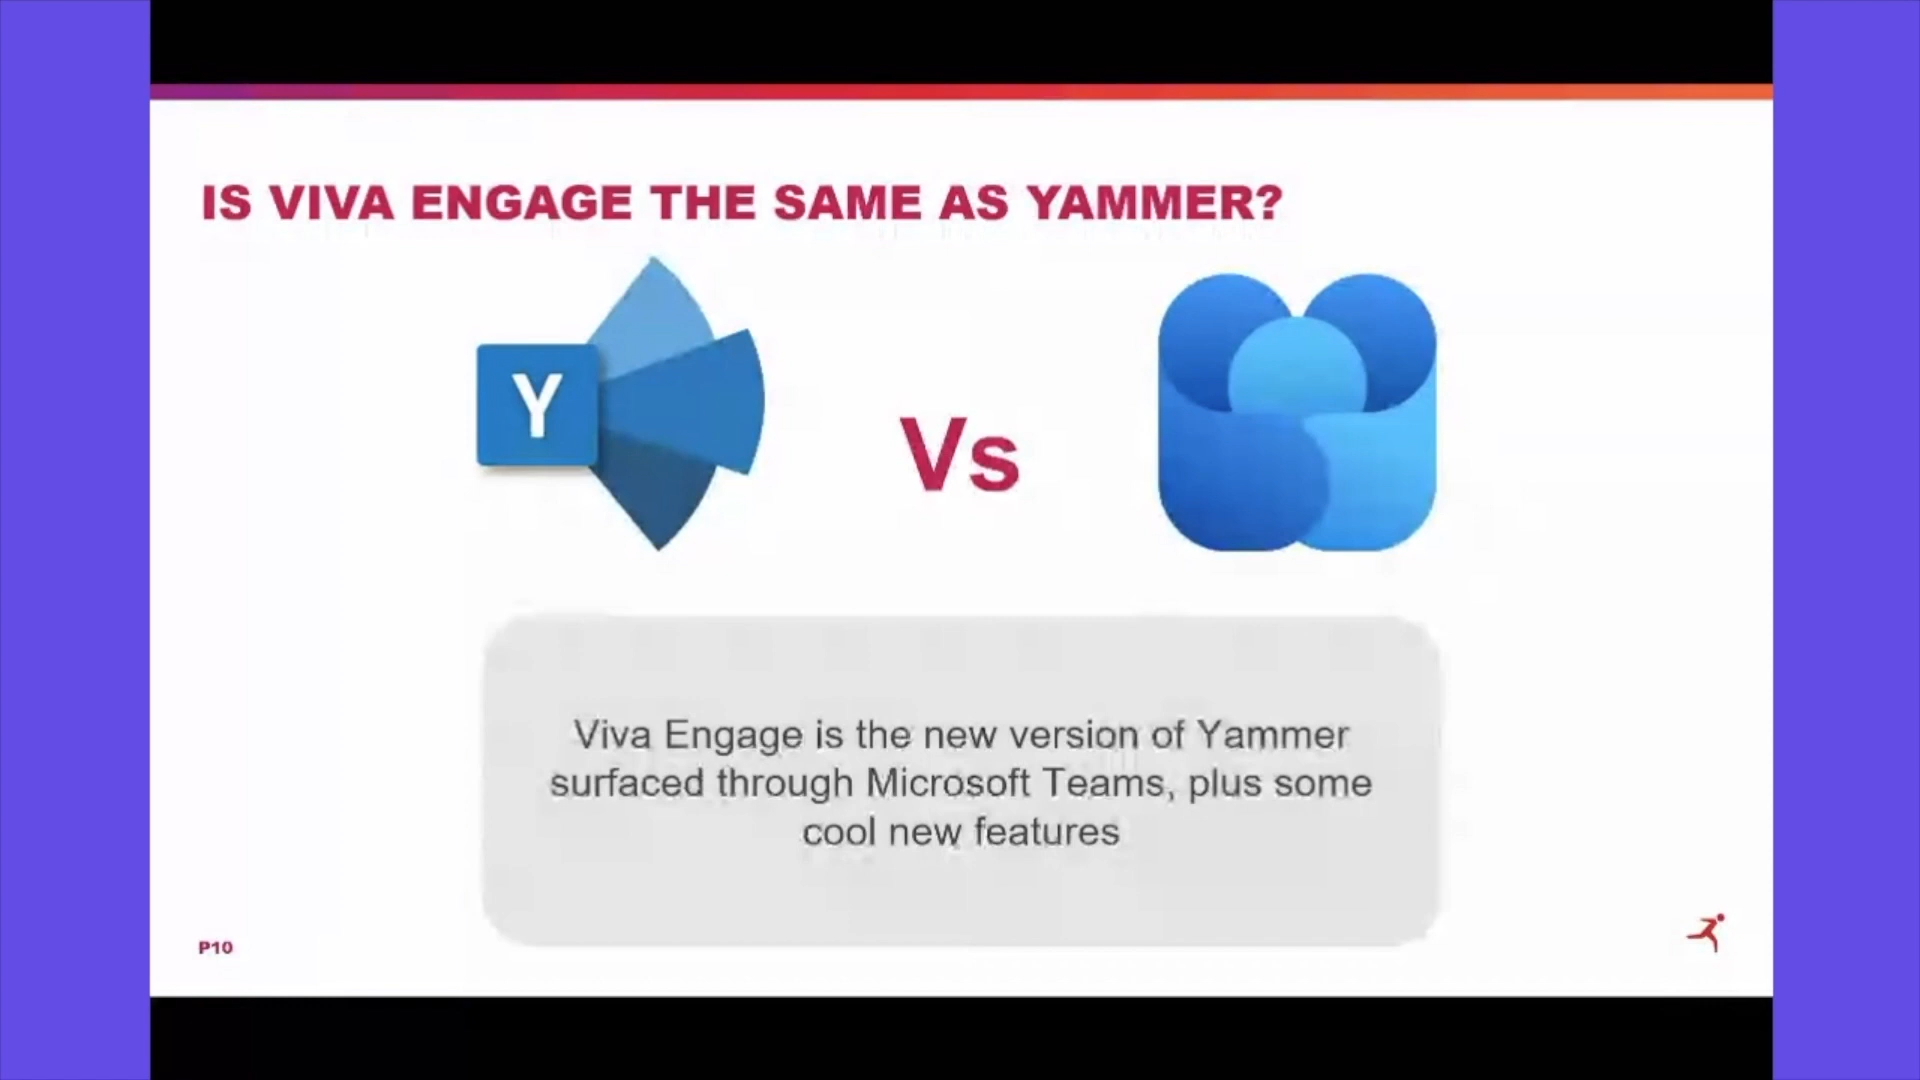 IS VIVA ENGAGE THE SAME AS YAMMER?
Y
Vs
Viva Engage is the new version of Yammer
surfaced through Microsoft Teams, plus some
cool new features
P10